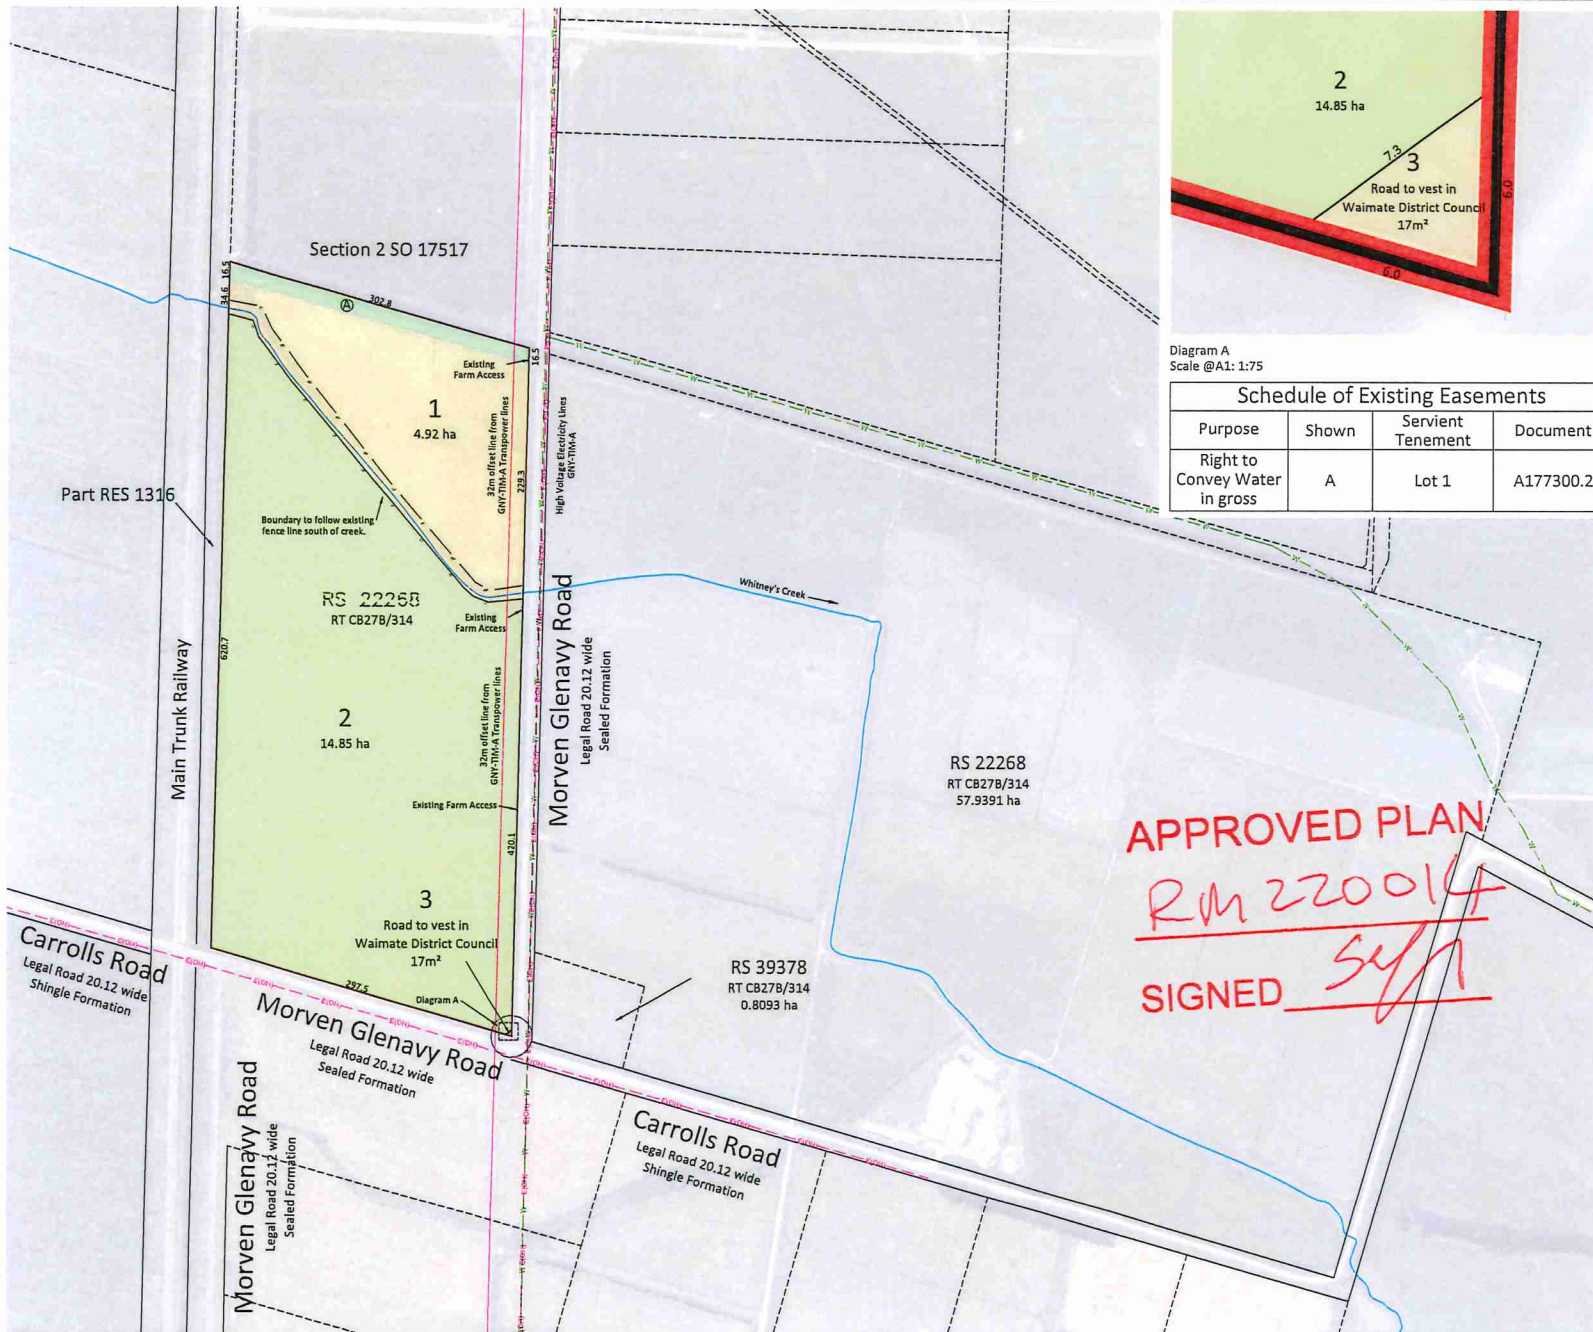 Section 2 SO 17517
16.5
34.6
302.8
A
Existing
Farm Access
16.5
1
4.92 ha
32m offset line from
GNY-TIM-A Transpower lines
229.3
High Voltage Electricity Lines
GNY-TIM-A
Part RES 1316
Boundary to follow existing
fence line south of creek.
RS 22268
RT CB27B/314
Existing
Farm Access
Whitney's Creek
620.7
Main Trunk Railway
2
14.85 ha
32m offset line from
GNY-TIM-A Transpower lines
Existing Farm Access
420.1
Morven Glenavy Road
Legal Road 20.12 wide
Sealed Formation
RS 22268
RT CB27B/314
57.9391 ha
3
Road to vest in
Waimate District Council
17m²
Diagram A
297.5
Carrolls Road
Legal Road 20.12 wide
Shingle Formation
Morven Glenavy Road
Legal Road 20.12 wide
Sealed Formation
RS 39378
RT CB27B/314
0.8093 ha
Morven Glenavy Road
Legal Road 20.12 wide
Sealed Formation
Carrolls Road
Legal Road 20.12 wide
Shingle Formation
2
14.85 ha
7.3
3
Road to vest in
Waimate District Council
17m²
6.0
6.0
Diagram A
Scale @A1: 1:75
Schedule of Existing Easements
Purpose Shown Servient Tenement Document
Right to Convey Water in gross A Lot 1 A177300.2
APPROVED PLAN
RM 220014
SIGNED